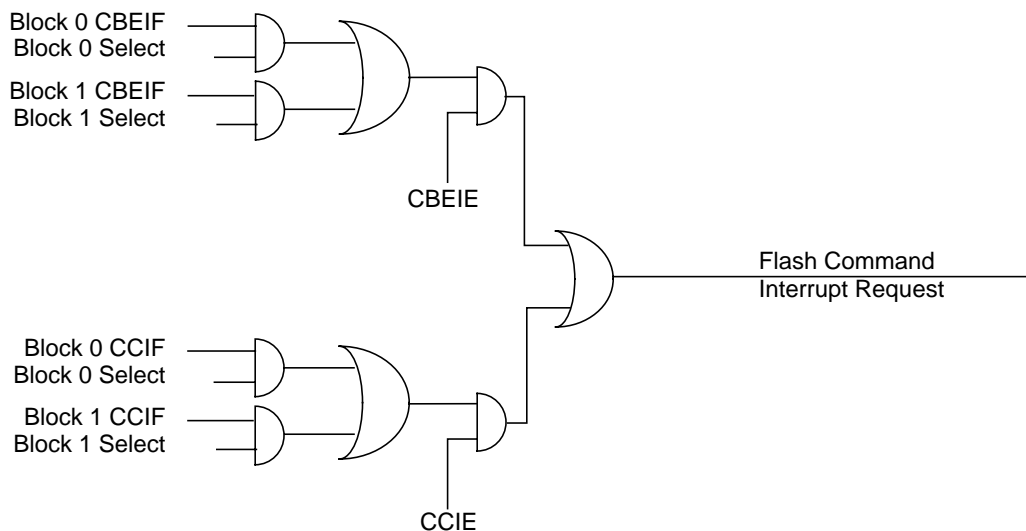 Block 0 CBEIF
Block 0 Select
Block 1 CBEIF
Block 1 Select
CBEIE
Flash Command
Interrupt Request
Block 0 CCIF
Block 0 Select
Block 1 CCIF
Block 1 Select
CCIE